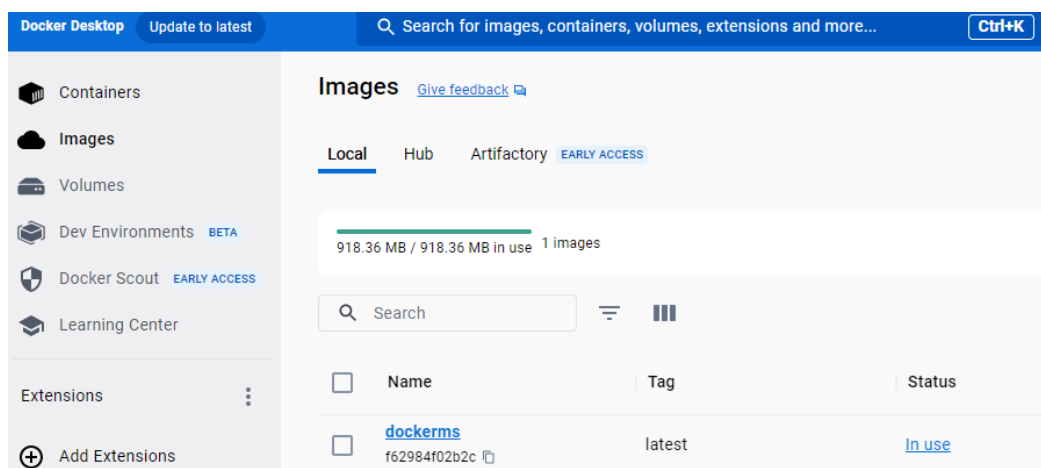 Docker Desktop Update to latest Search for images, containers, volumes, extensions and more... Ctrl+K
Containers
Images
Volumes
Dev Environments BETA
Docker Scout EARLY ACCESS
Learning Center
Extensions
Add Extensions
Images Give feedback
Local Hub Artifactory EARLY ACCESS
918.36 MB / 918.36 MB in use 1 images
Search
Name Tag Status
dockerms latest In use
f62984f02b2c